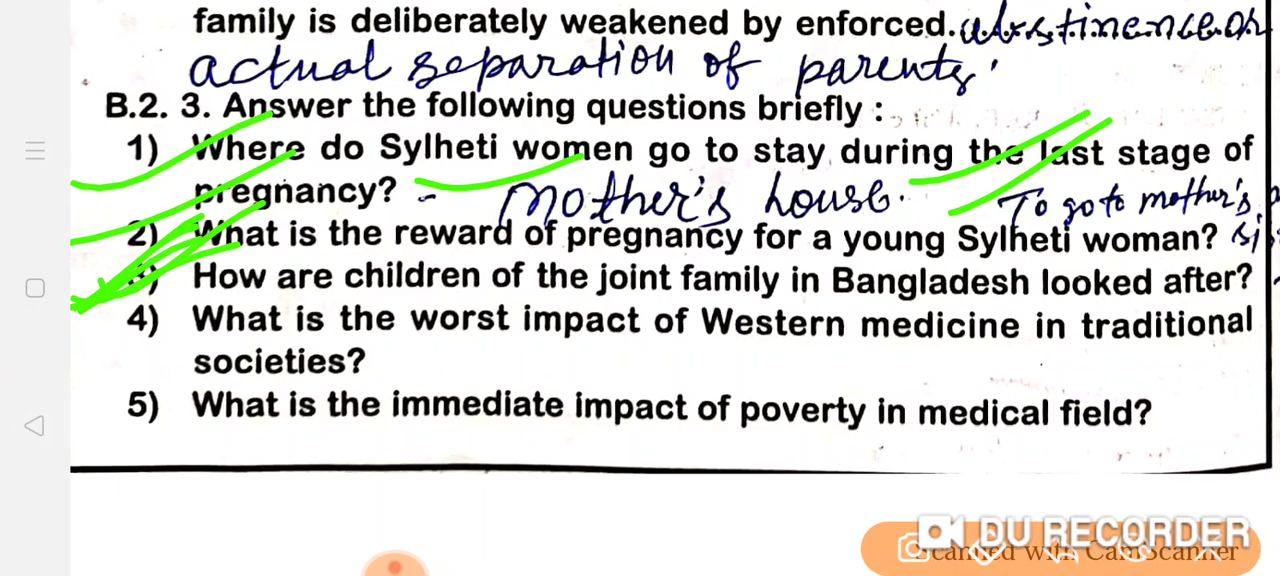 family is deliberately weakened by enforced. abstinence or
actual separation of parents.
B.2. 3. Answer the following questions briefly :
1) Where do Sylheti women go to stay during the last stage of
pregnancy? - Mother's house.
To go to mother's
2) What is the reward of pregnancy for a young Sylheti woman?
3) How are children of the joint family in Bangladesh looked after?
4) What is the worst impact of Western medicine in traditional
societies?
5) What is the immediate impact of poverty in medical field?
DU RECORDER
Scanned with CamScanner